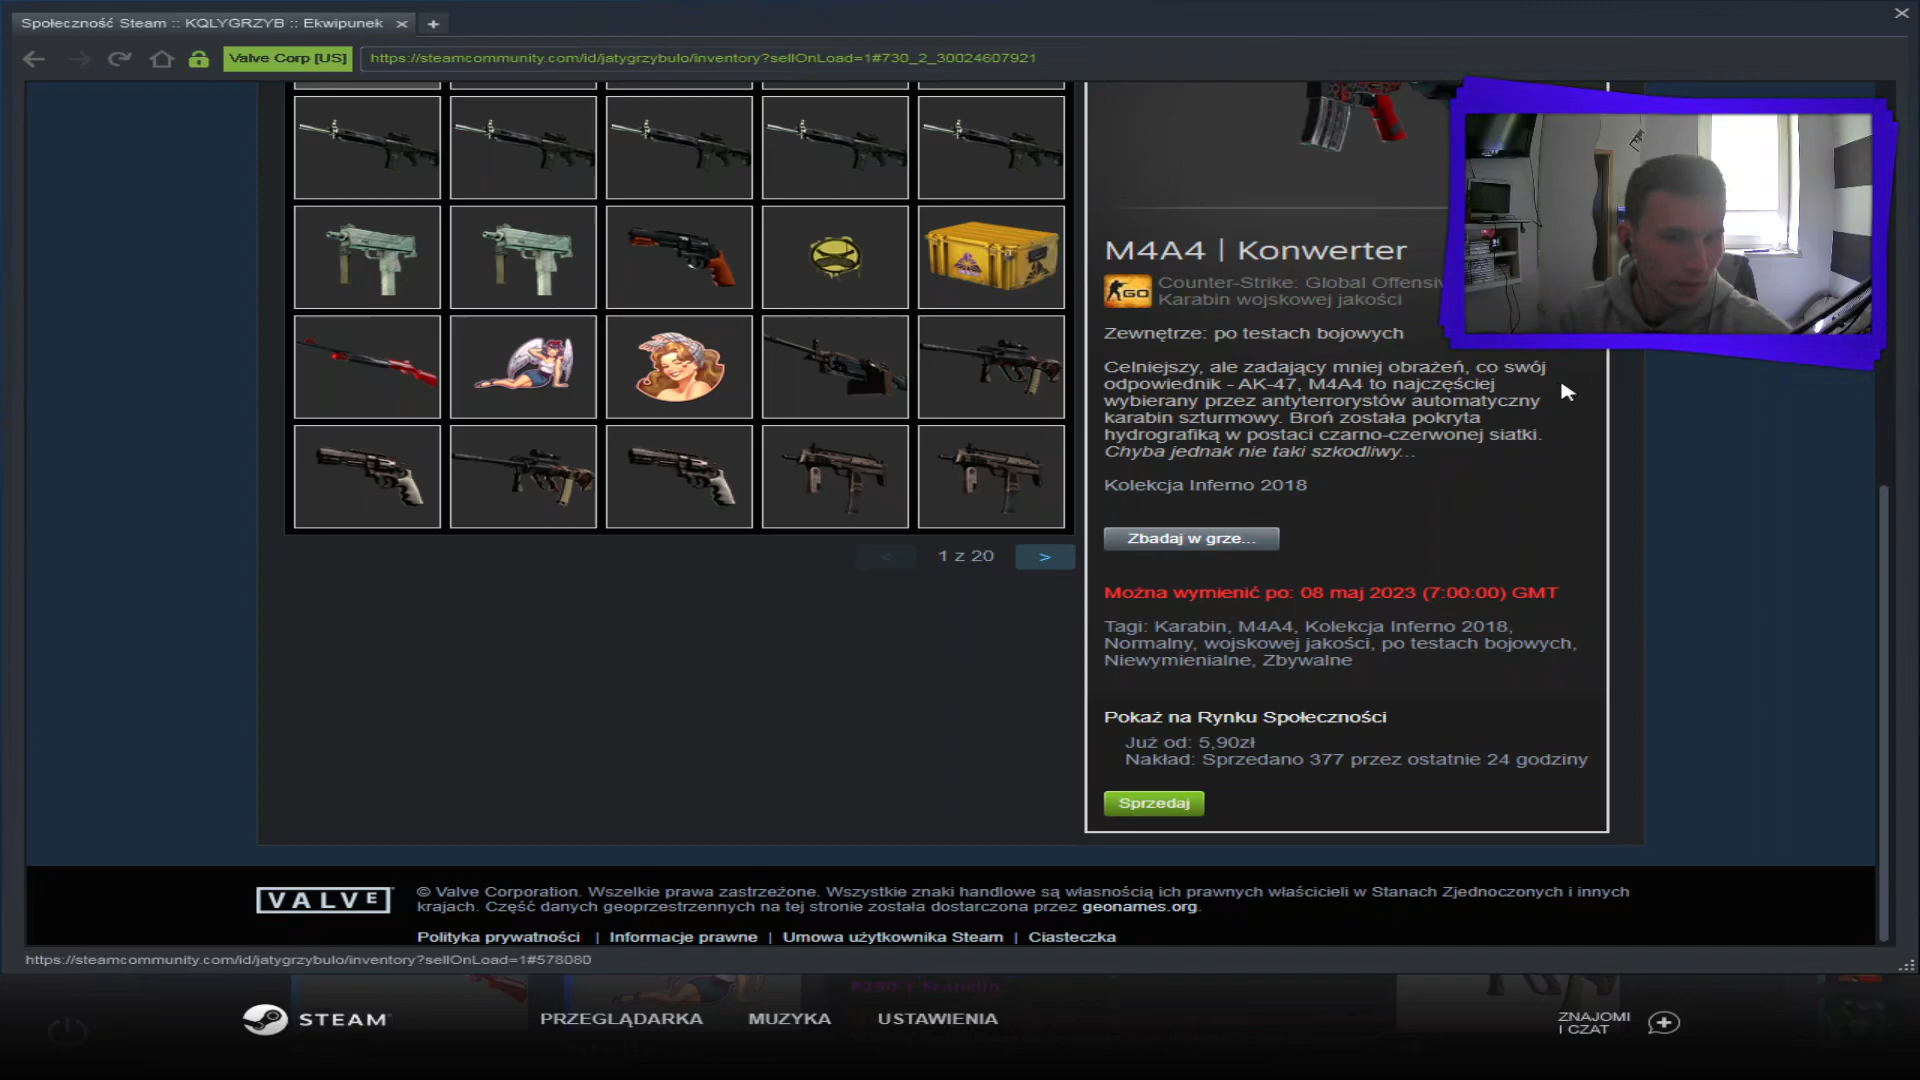 Społeczność Steam :: KQLYGRZYB :: Ekwipunek
Valve Corp [US]
https://steamcommunity.com/id/jatygrzybulo/inventory?sellOnLoad=1#730_2_30024607921
M4A4 | Konwerter
GO
Counter-Strike: Global Offensiv
Karabin wojskowej jakości
Zewnętrze: po testach bojowych
Celniejszy, ale zadający mniej obrażeń, co swój
odpowiednik - AK-47, M4A4 to najczęściej
wybierany przez antyterrorystów automatyczny
karabin szturmowy. Broń została pokryta
hydrografiką w postaci czarno-czerwonej siatki.
Chyba jednak nie taki szkodliwy...
Kolekcja Inferno 2018
Zbadaj w grze...
< 1 z 20 >
Można wymienić po: 08 maj 2023 (7:00:00) GMT
Tagi: Karabin, M4A4, Kolekcja Inferno 2018,
Normalny, wojskowej jakości, po testach bojowych,
Niewymienialne, Zbywalne
Pokaż na Rynku Społeczności
Już od: 5,90zł
Nakład: Sprzedano 377 przez ostatnie 24 godziny
Sprzedaj
VALVE
© Valve Corporation. Wszelkie prawa zastrzeżone. Wszystkie znaki handlowe są własnością ich prawnych właścicieli w Stanach Zjednoczonych i innych
krajach. Część danych geoprzestrzennych na tej stronie została dostarczona przez geonames.org.
Polityka prywatności | Informacje prawne | Umowa użytkownika Steam | Ciasteczka
https://steamcommunity.com/id/jatygrzybulo/inventory?sellOnLoad=1#578080
P250 | Franklin
STEAM
PRZEGLĄDARKA MUZYKA USTAWIENIA
ZNAJOMI
I CZAT